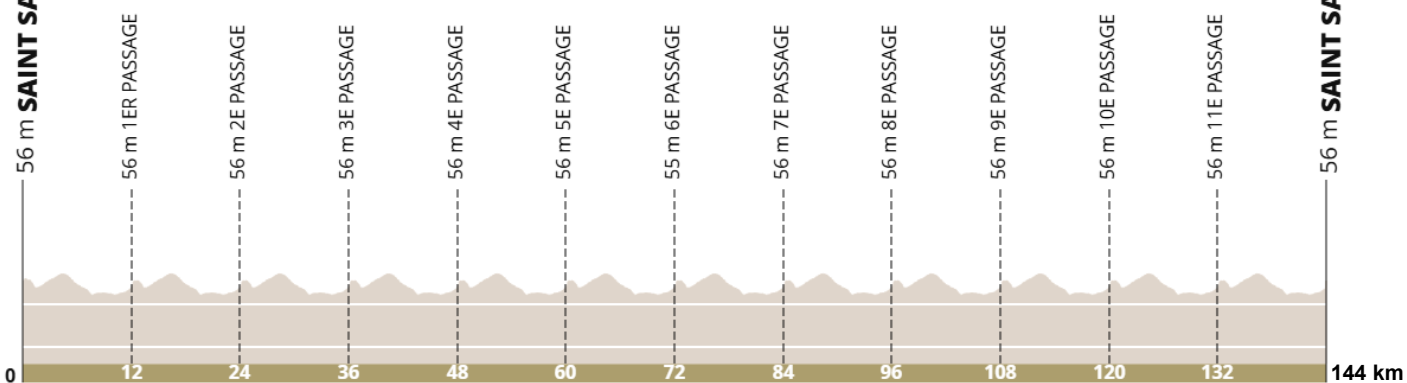 56 m SAINT SA
56 m 1ER PASSAGE
56 m 2E PASSAGE
56 m 3E PASSAGE
56 m 4E PASSAGE
56 m 5E PASSAGE
55 m 6E PASSAGE
56 m 7E PASSAGE
56 m 8E PASSAGE
56 m 9E PASSAGE
56 m 10E PASSAGE
56 m 11E PASSAGE
56 m SAINT SA
0 12 24 36 48 60 72 84 96 108 120 132 144 km